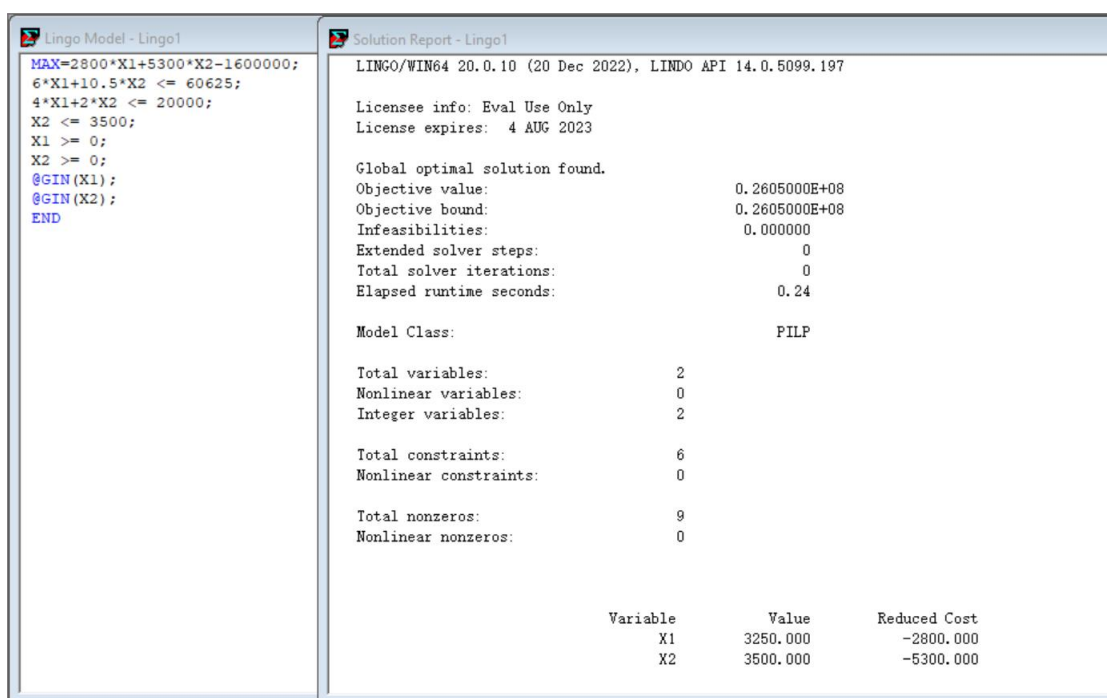 Lingo Model - Lingo1
MAX=2800*X1+5300*X2-1600000;
6*X1+10.5*X2 <= 60625;
4*X1+2*X2 <= 20000;
X2 <= 3500;
X1 >= 0;
X2 >= 0;
@GIN(X1);
@GIN(X2);
END
Solution Report - Lingo1
LINGO/WIN64 20.0.10 (20 Dec 2022), LINDO API 14.0.5099.197
Licensee info: Eval Use Only
License expires: 4 AUG 2023
Global optimal solution found.
Objective value: 0.2605000E+08
Objective bound: 0.2605000E+08
Infeasibilities: 0.000000
Extended solver steps: 0
Total solver iterations: 0
Elapsed runtime seconds: 0.24
Model Class: PILP
Total variables: 2
Nonlinear variables: 0
Integer variables: 2
Total constraints: 6
Nonlinear constraints: 0
Total nonzeros: 9
Nonlinear nonzeros: 0
Variable Value Reduced Cost
X1 3250.000 -2800.000
X2 3500.000 -5300.000